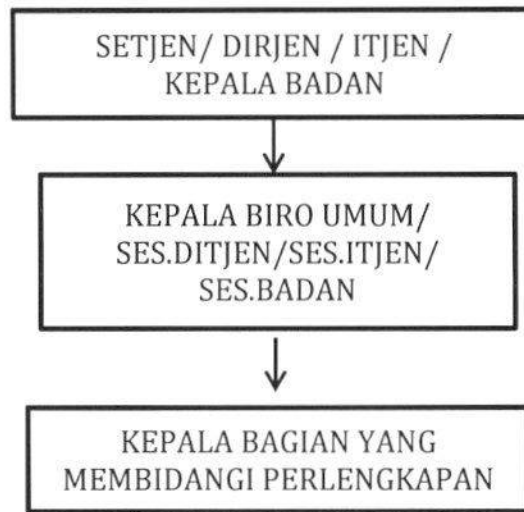 SETJEN/ DIRJEN / ITJEN /
KEPALA BADAN
KEPALA BIRO UMUM/
SES.DITJEN/SES.ITJEN/
SES.BADAN
KEPALA BAGIAN YANG
MEMBIDANGI PERLENGKAPAN